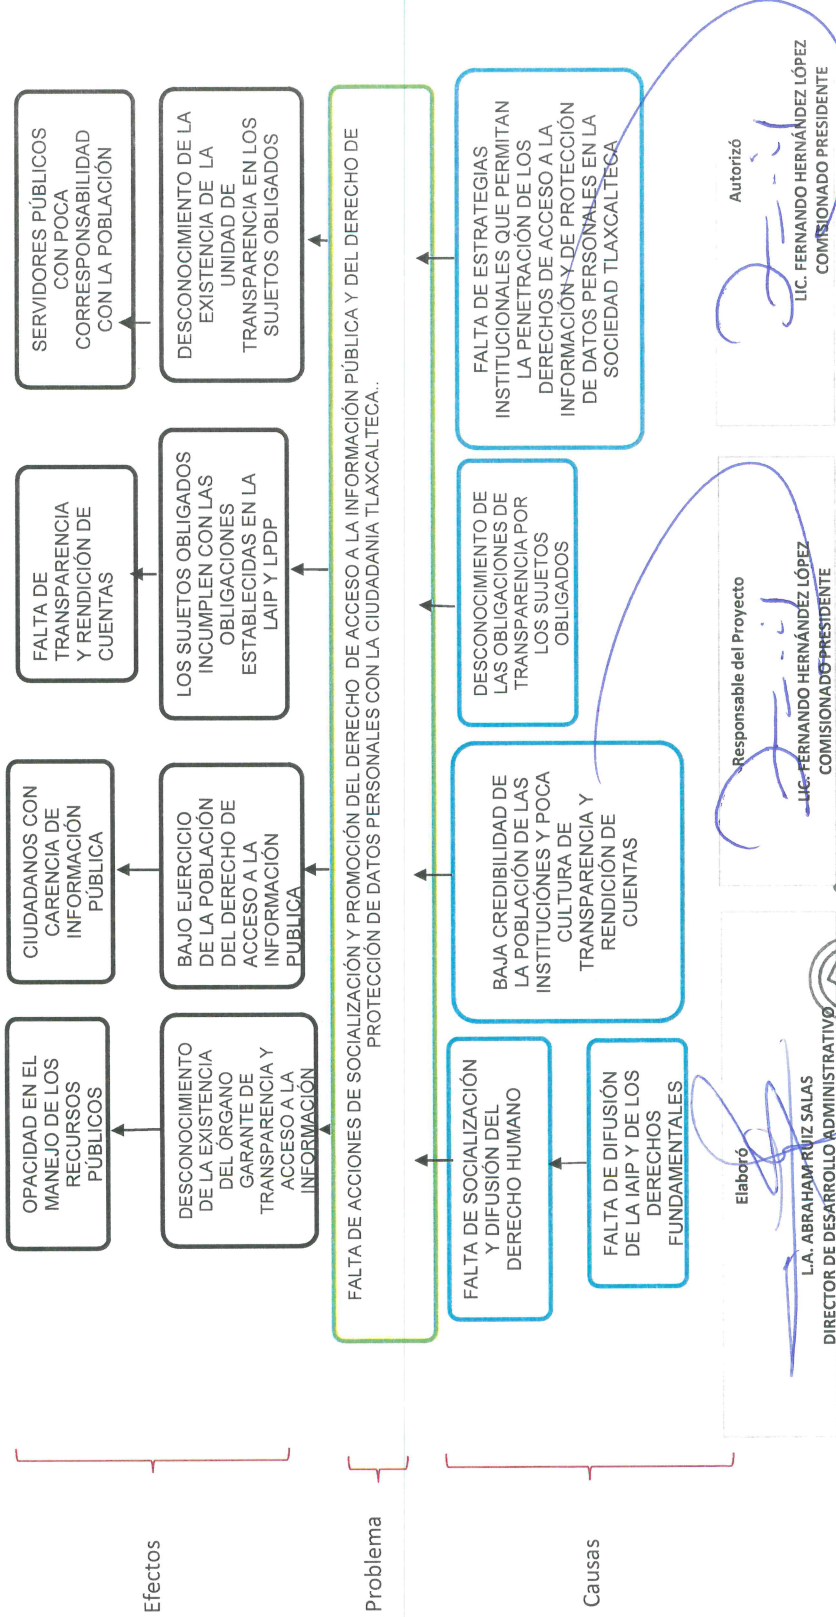 Efectos
OPACIDAD EN EL
MANEJO DE LOS
RECURSOS
PÚBLICOS
CIUDADANOS CON
CARENCIA DE
INFORMACIÓN
PÚBLICA
FALTA DE
TRANSPARENCIA
Y RENDICIÓN DE
CUENTAS
SERVIDORES PÚBLICOS
CON POCA
CORRESPONSABILIDAD
CON LA POBLACIÓN
DESCONOCIMIENTO
DE LA EXISTENCIA
DEL ÓRGANO
GARANTE DE
TRANSPARENCIA Y
ACCESO A LA
INFORMACIÓN
BAJO EJERCICIO
DE LA POBLACIÓN
DEL DERECHO DE
ACCESO A LA
INFORMACIÓN
PUBLICA
LOS SUJETOS OBLIGADOS
INCUMPLEN CON LAS
OBLIGACIONES
ESTABLECIDAS EN LA
LAIP Y LPDP
DESCONOCIMIENTO DE LA
EXISTENCIA DE LA
UNIDAD DE
TRANSPARENCIA EN LOS
SUJETOS OBLIGADOS
Problema
FALTA DE ACCIONES DE SOCIALIZACIÓN Y PROMOCIÓN DEL DERECHO DE ACCESO A LA INFORMACIÓN PÚBLICA Y DEL DERECHO DE
PROTECCIÓN DE DATOS PERSONALES CON LA CIUDADANIA TLAXCALTECA..
Causas
FALTA DE SOCIALIZACIÓN
Y DIFUSIÓN DEL
DERECHO HUMANO
FALTA DE DIFUSIÓN
DE LA IAIP Y DE LOS
DERECHOS
FUNDAMENTALES
BAJA CREDIBILIDAD DE
LA POBLACIÓN DE LAS
INSTITUCIÓNES Y POCA
CULTURA DE
TRANSPARENCIA Y
RENDICIÓN DE
CUENTAS
DESCONOCIMIENTO DE
LAS OBLIGACIONES DE
TRANSPARENCIA POR
LOS SUJETOS
OBLIGADOS
FALTA DE ESTRATEGIAS
INSTITUCIONALES QUE PERMITAN
LA PENETRACIÓN DE LOS
DERECHOS DE ACCESO A LA
INFORMACIÓN Y DE PROTECCIÓN
DE DATOS PERSONALES EN LA
SOCIEDAD TLAXCALTECA
Elaboró
L.A. ABRAHAM RUIZ SALAS
DIRECTOR DE DESARROLLO ADMINISTRATIVO
Responsable del Proyecto
LIC. FERNANDO HERNÁNDEZ LÓPEZ
COMISIONADO PRESIDENTE
Autorizó
LIC. FERNANDO HERNÁNDEZ LÓPEZ
COMISIONADO PRESIDENTE